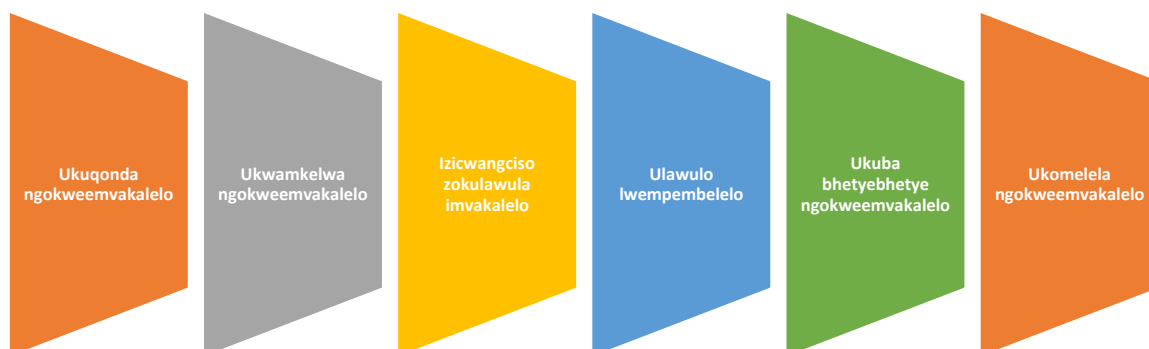 Ukuqonda
ngokweemvakalelo
Ukwamkelwa
ngokweemvakalelo
Izicwangciso
zokulawula
imvakalelo
Ulawulo
lwempembelelo
Ukuba
bhetyebhetye
ngokweemvakalelo
Ukomelela
ngokweemvakalelo